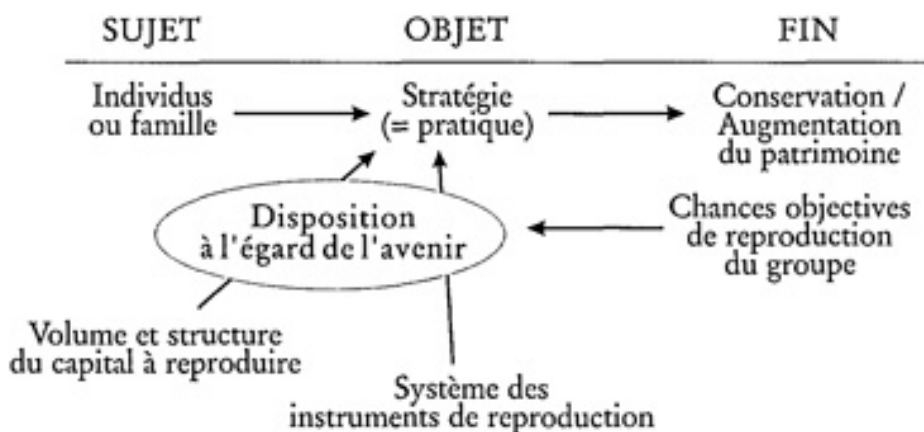 SUJET OBJET FIN
Individus
ou famille
Stratégie
(= pratique)
Conservation /
Augmentation
du patrimoine
Disposition
à l'égard de l'avenir
Chances objectives
de reproduction
du groupe
Volume et structure
du capital à reproduire
Système des
instruments de reproduction